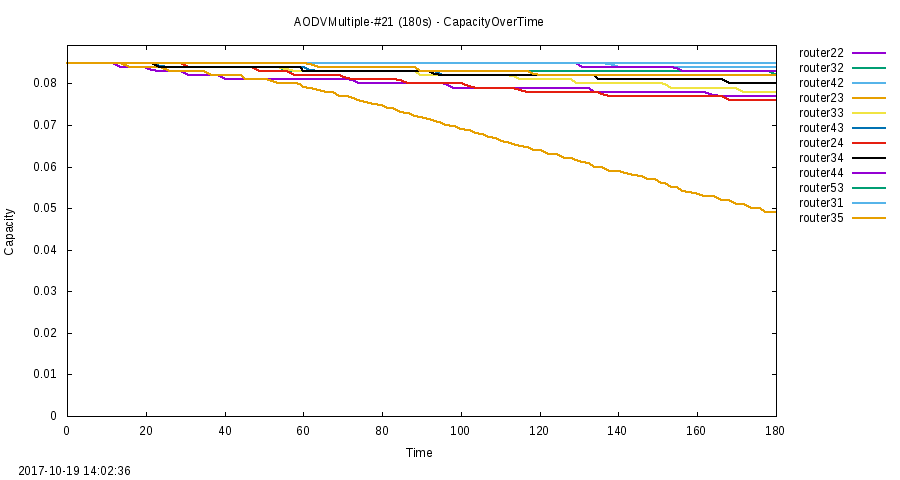 AODVMultiple-#21 (180s) - CapacityOverTime
router22
router32
router42
router23
router33
router43
router24
router34
router44
router53
router31
router35
0.08
0.07
0.06
0.05
0.04
0.03
0.02
0.01
0
Capacity
0 20 40 60 80 100 120 140 160 180
Time
2017-10-19 14:02:36